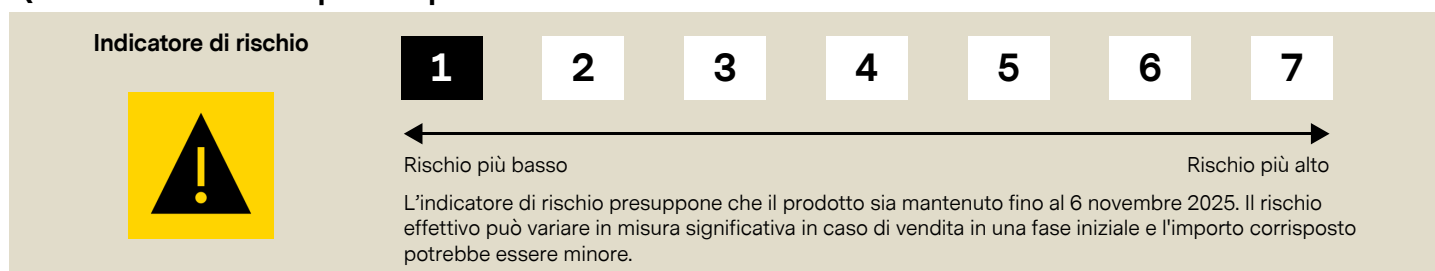 Indicatore di rischio
1 2 3 4 5 6 7
Rischio più basso Rischio più alto
L'indicatore di rischio presuppone che il prodotto sia mantenuto fino al 6 novembre 2025. Il rischio
effettivo può variare in misura significativa in caso di vendita in una fase iniziale e l'importo corrisposto
potrebbe essere minore.